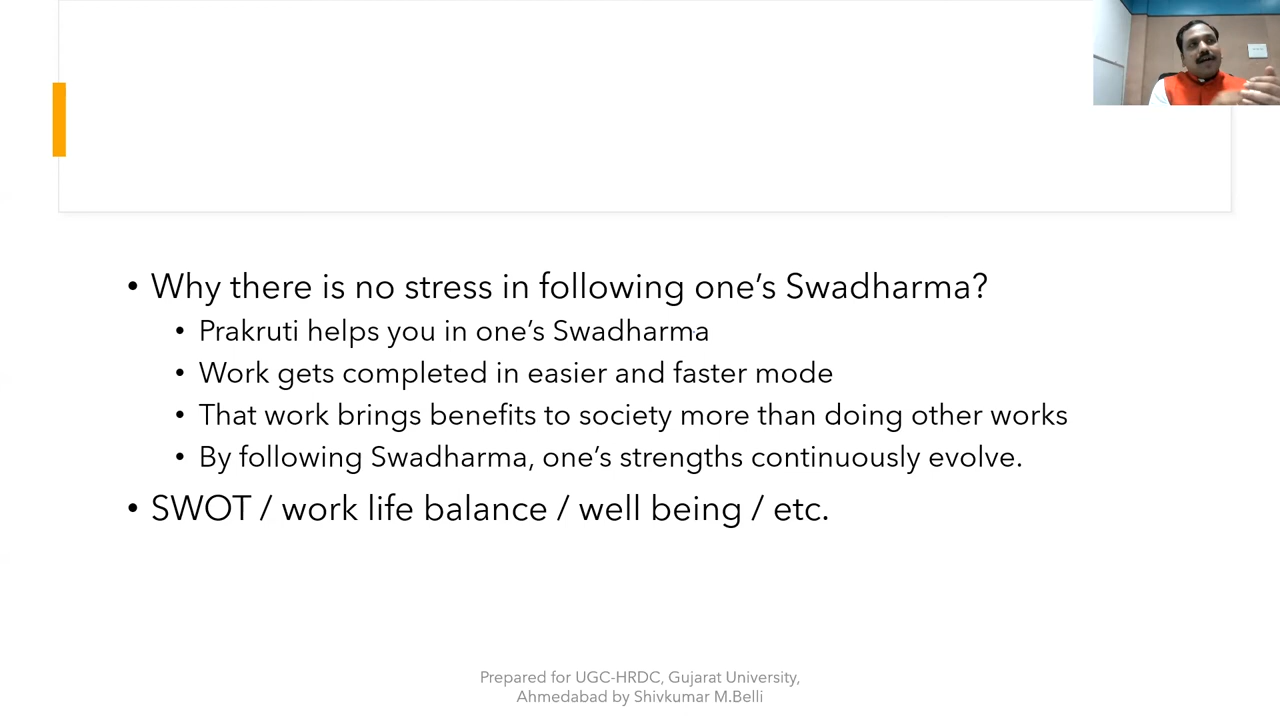 • Why there is no stress in following one’s Swadharma?
• Prakruti helps you in one’s Swadharma
• Work gets completed in easier and faster mode
• That work brings benefits to society more than doing other works
• By following Swadharma, one’s strengths continuously evolve.
• SWOT / work life balance / well being / etc.
Prepared for UGC-HRDC, Gujarat University,
Ahmedabad by Shivkumar M.Belli